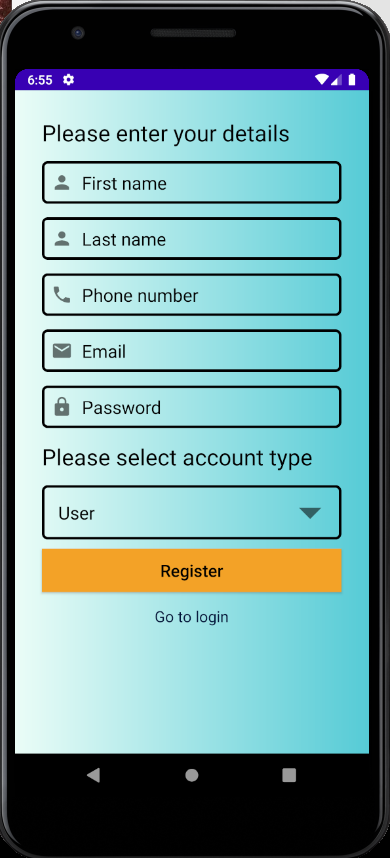 6:55
Please enter your details
First name
Last name
Phone number
Email
Password
Please select account type
User
Register
Go to login